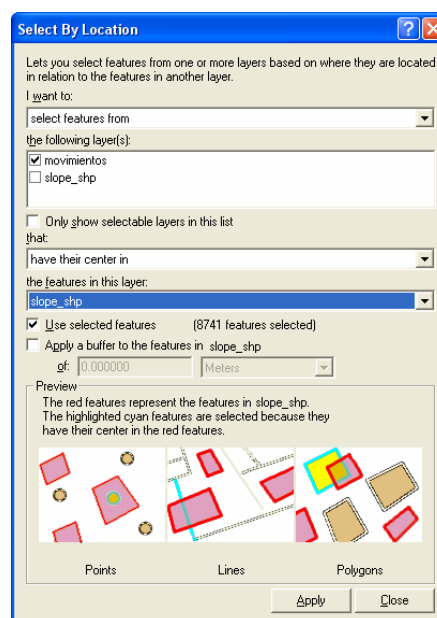 Select By Location
Lets you select features from one or more layers based on where they are located
in relation to the features in another layer.
I want to:
select features from
the following layer(s):
movimientos
slope_shp
Only show selectable layers in this list
that:
have their center in
the features in this layer:
slope_shp
Use selected features (8741 features selected)
Apply a buffer to the features in slope_shp
of: 0.000000 Meters
Preview
The red features represent the features in slope_shp.
The highlighted cyan features are selected because they
have their center in the red features.
Points Lines Polygons
Apply Close